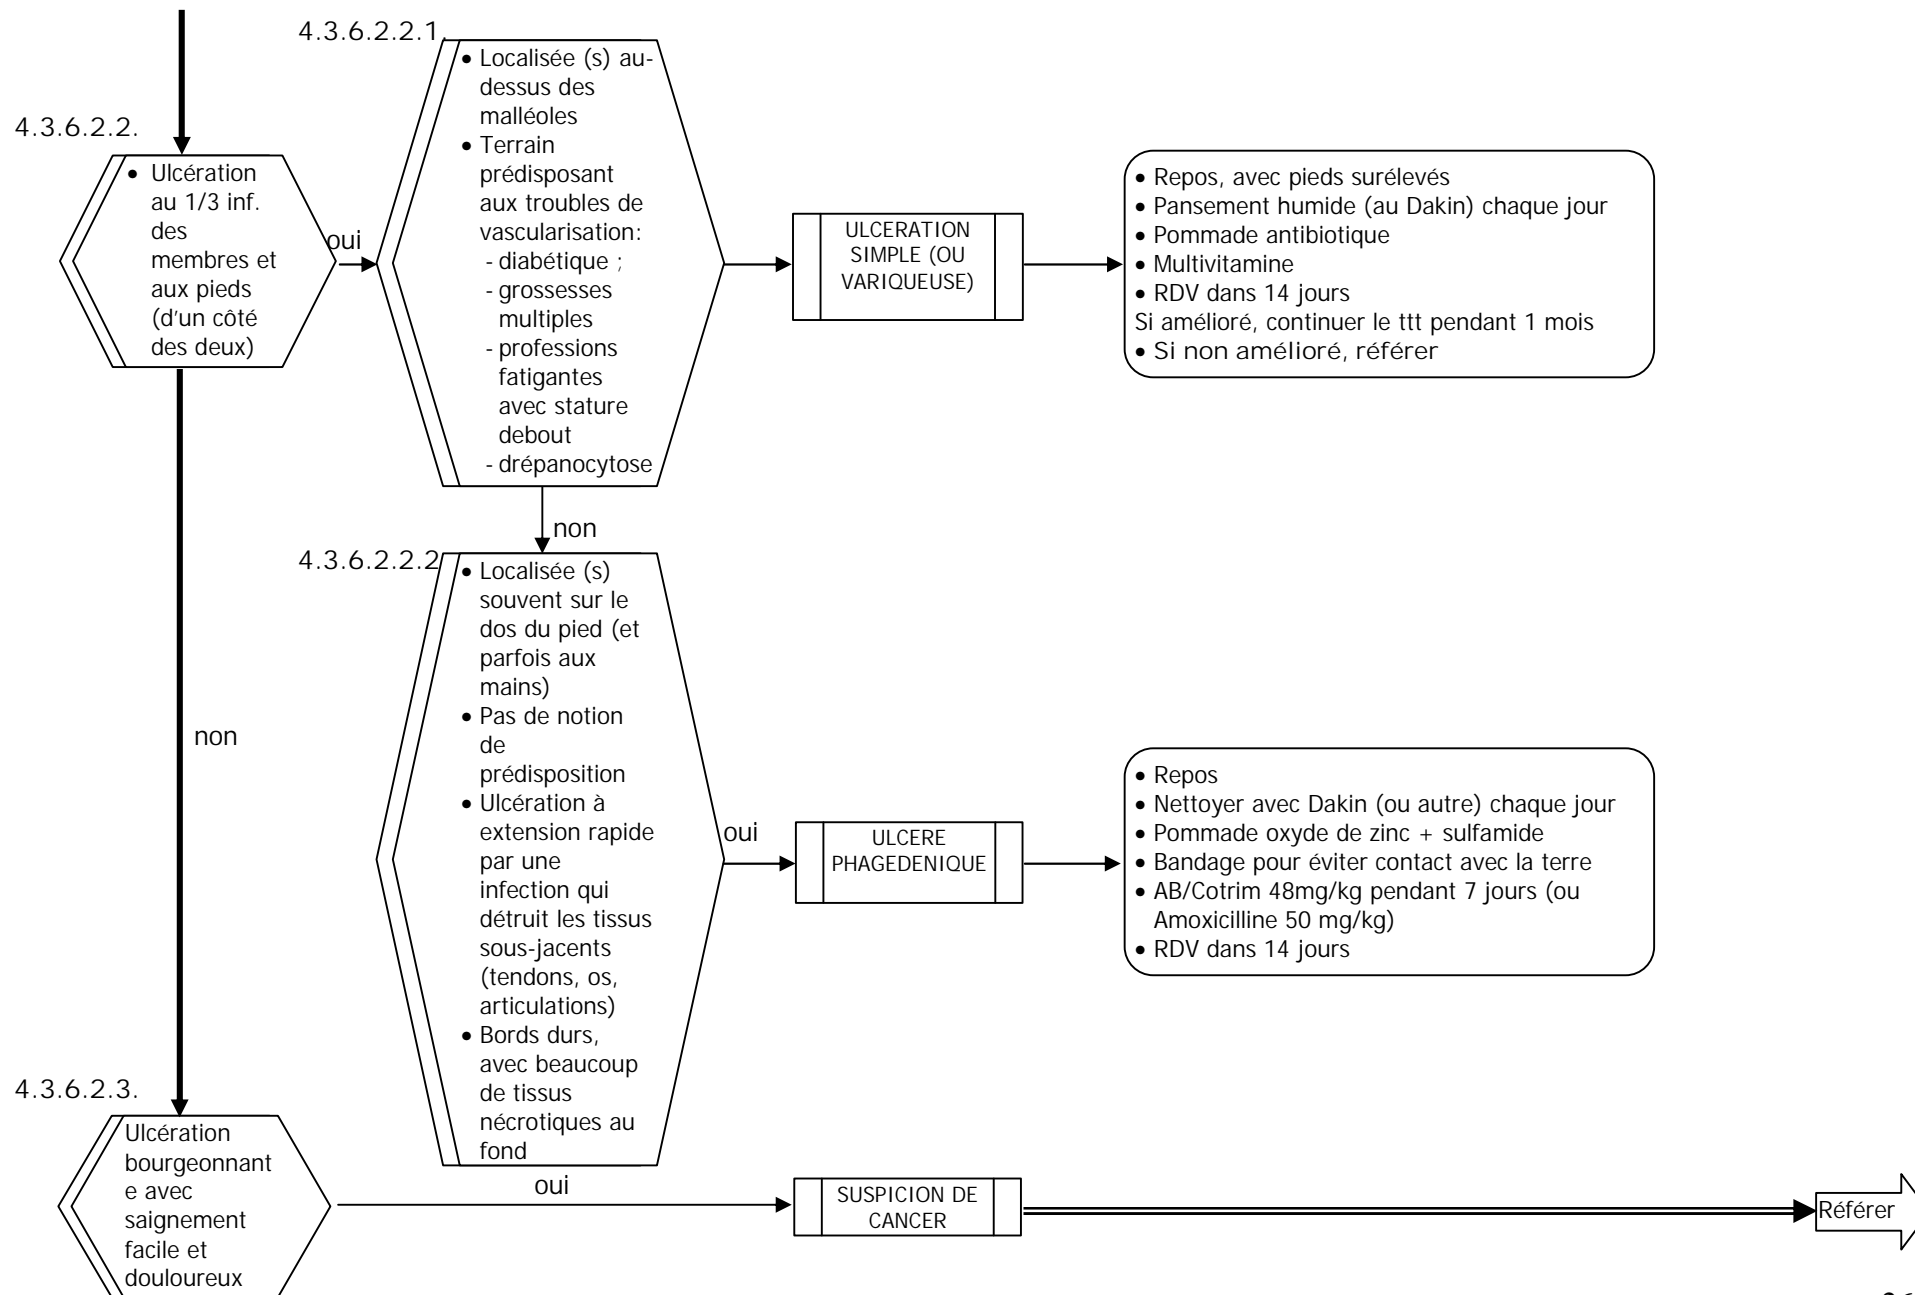 4.3.6.2.2.
• Ulcération
au 1/3 inf.
des
membres et
aux pieds
(d'un côté
des deux)
oui
4.3.6.2.2.1.
• Localisée (s) au-
dessus des
malléoles
• Terrain
prédisposant
aux troubles de
vascularisation:
- diabétique ;
- grossesses
multiples
- professions
fatigantes
avec stature
debout
- drépanocytose
ULCERATION
SIMPLE (OU
VARIQUEUSE)
• Repos, avec pieds surélevés
• Pansement humide (au Dakin) chaque jour
• Pommade antibiotique
• Multivitamine
• RDV dans 14 jours
Si amélioré, continuer le ttt pendant 1 mois
• Si non amélioré, référer
non
4.3.6.2.2.2
• Localisée (s)
souvent sur le
dos du pied (et
parfois aux
mains)
• Pas de notion
de
prédisposition
• Ulcération à
extension rapide
par une
infection qui
détruit les tissus
sous-jacents
(tendons, os,
articulations)
• Bords durs,
avec beaucoup
de tissus
nécrotiques au
fond
oui
ULCERE
PHAGEDENIQUE
• Repos
• Nettoyer avec Dakin (ou autre) chaque jour
• Pommade oxyde de zinc + sulfamide
• Bandage pour éviter contact avec la terre
• AB/Cotrim 48mg/kg pendant 7 jours (ou
Amoxicilline 50 mg/kg)
• RDV dans 14 jours
non
4.3.6.2.3.
Ulcération
bourgeonnant
e avec
saignement
facile et
douloureux
oui
SUSPICION DE
CANCER
Référer